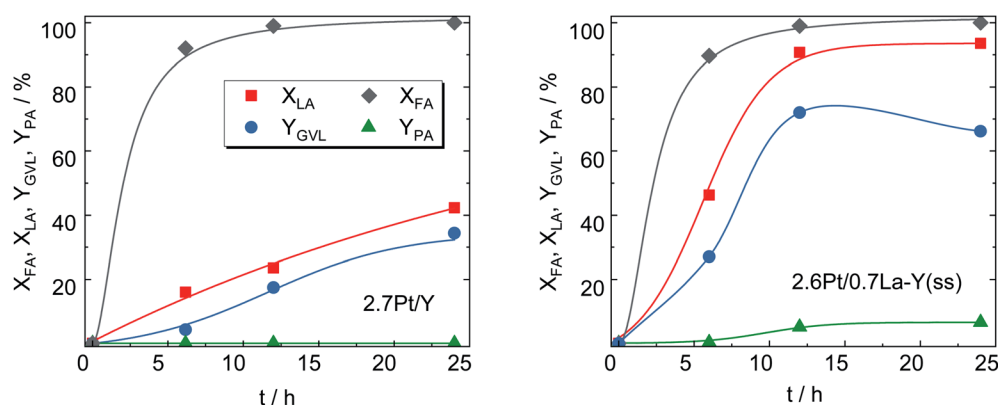 100
80
60
40
20
X_FA, X_LA, Y_GVL, Y_PA / %
X_LA X_FA
Y_GVL Y_PA
2.7Pt/Y
0 5 10 15 20 25
t / h
100
80
60
40
20
X_FA, X_LA, Y_GVL, Y_PA / %
2.6Pt/0.7La-Y(ss)
0 5 10 15 20 25
t / h